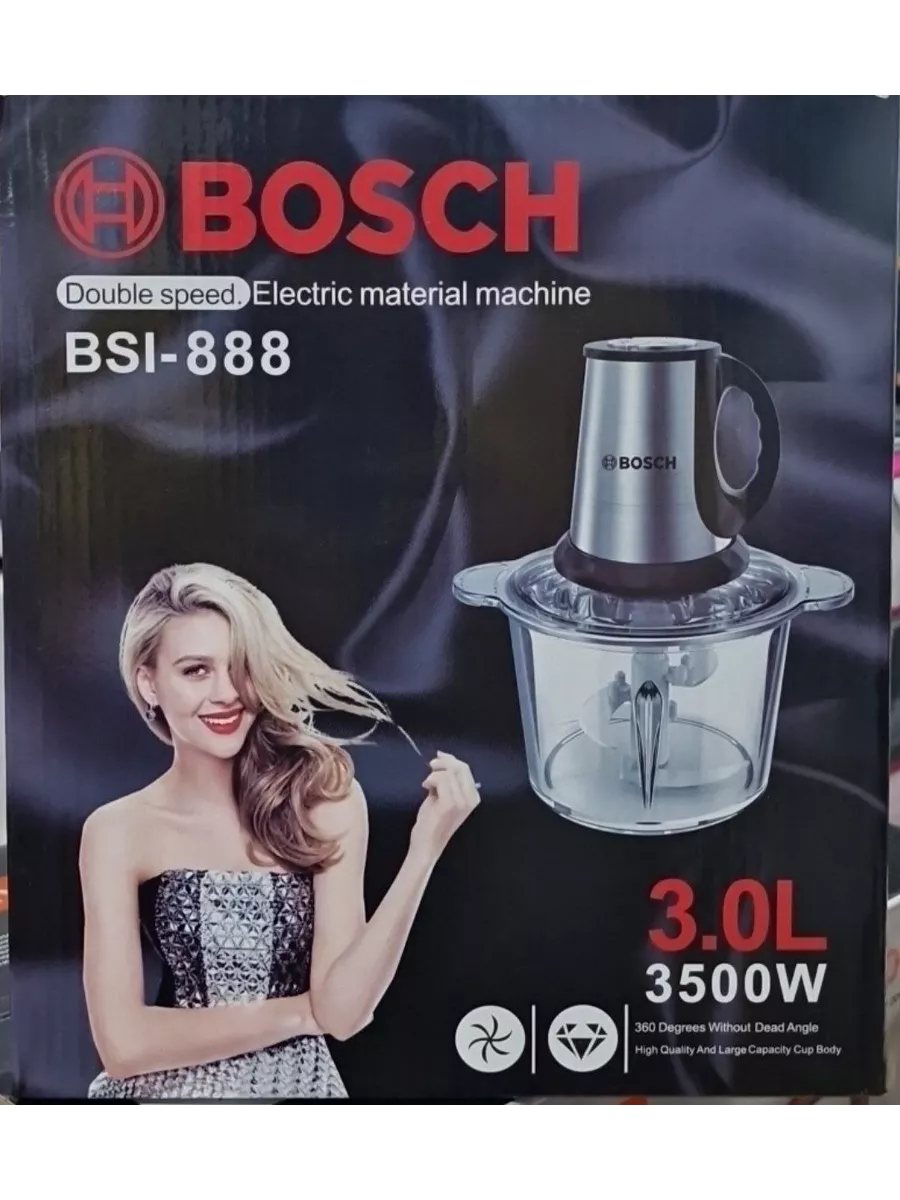 BOSCH
Double speed. Electric material machine
BSI-888
BOSCH
3.0L
3500W
360 Degrees Without Dead Angle
High Quality And Large Capacity Cup Body